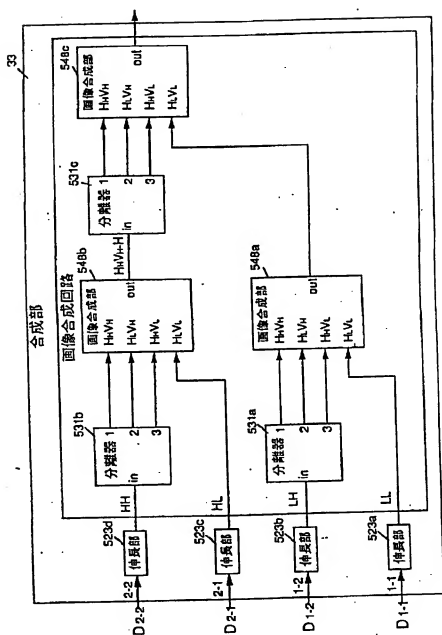 33
合成部
画像合成回路
D 2-2
2-2
523d
伸長部
HH
531b
分離器
in
1
2
3
548b
画像合成部
HHVH
HLVH
HHVL
HLVL
out
HHVH-H
531c
分離器
in
1
2
3
548c
画像合成部
HHVH
HLVH
HHVL
HLVL
out
D 2-1
2-1
523c
伸長部
HL
D 1-2
1-2
523b
伸長部
LH
531a
分離器
in
1
2
3
548a
画像合成部
HHVH
HLVH
HHVL
HLVL
out
D 1-1
1-1
523a
伸長部
LL